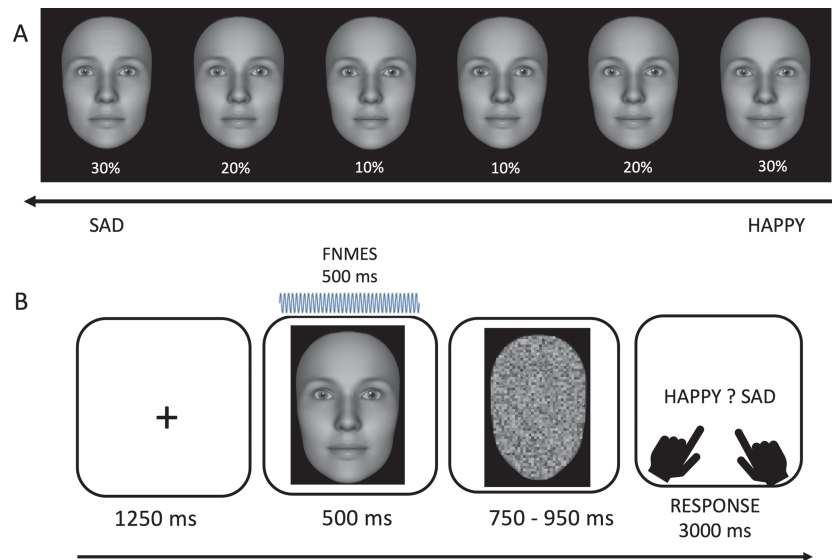 A
30% 20% 10% 10% 20% 30%
SAD HAPPY
FNMES
500 ms
B
+
HAPPY ? SAD
1250 ms 500 ms 750 - 950 ms RESPONSE
3000 ms